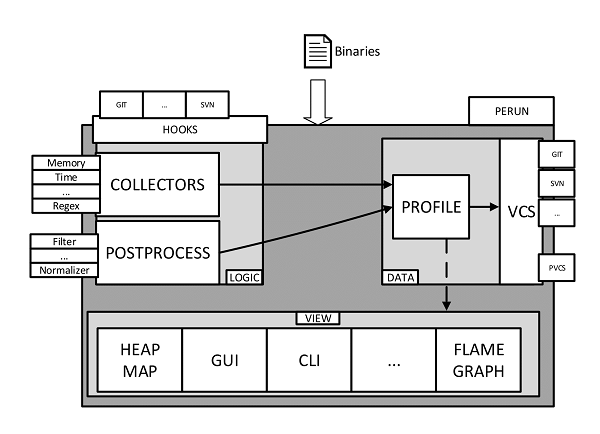 Binaries
GIT
...
SVN
PERUN
HOOKS
Memory
Time
...
Regex
COLLECTORS
PROFILE
VCS
GIT
SVN
...
PVCS
Filter
...
Normalizer
POSTPROCESS
LOGIC
DATA
VIEW
HEAP
MAP
GUI
CLI
...
FLAME
GRAPH